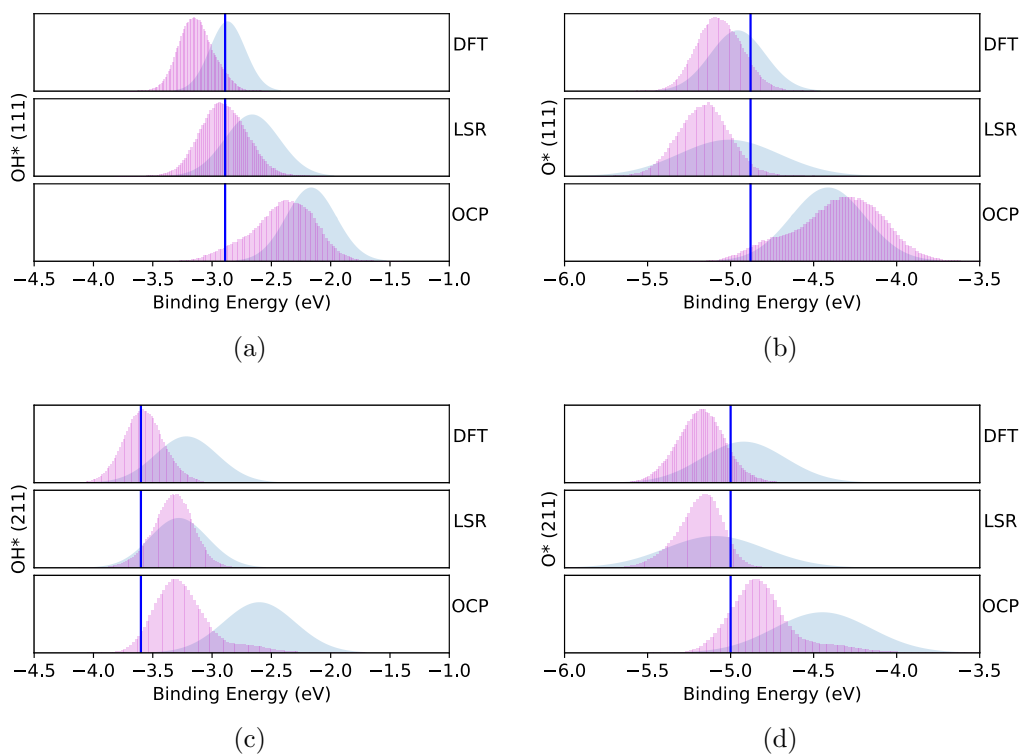 DFT
OH* (111)
LSR
OCP
−4.5 −4.0 −3.5 −3.0 −2.5 −2.0 −1.5 −1.0
Binding Energy (eV)
(a)
DFT
O* (111)
LSR
OCP
−6.0 −5.5 −5.0 −4.5 −4.0 −3.5
Binding Energy (eV)
(b)
DFT
OH* (211)
LSR
OCP
−4.5 −4.0 −3.5 −3.0 −2.5 −2.0 −1.5 −1.0
Binding Energy (eV)
(c)
DFT
O* (211)
LSR
OCP
−6.0 −5.5 −5.0 −4.5 −4.0 −3.5
Binding Energy (eV)
(d)